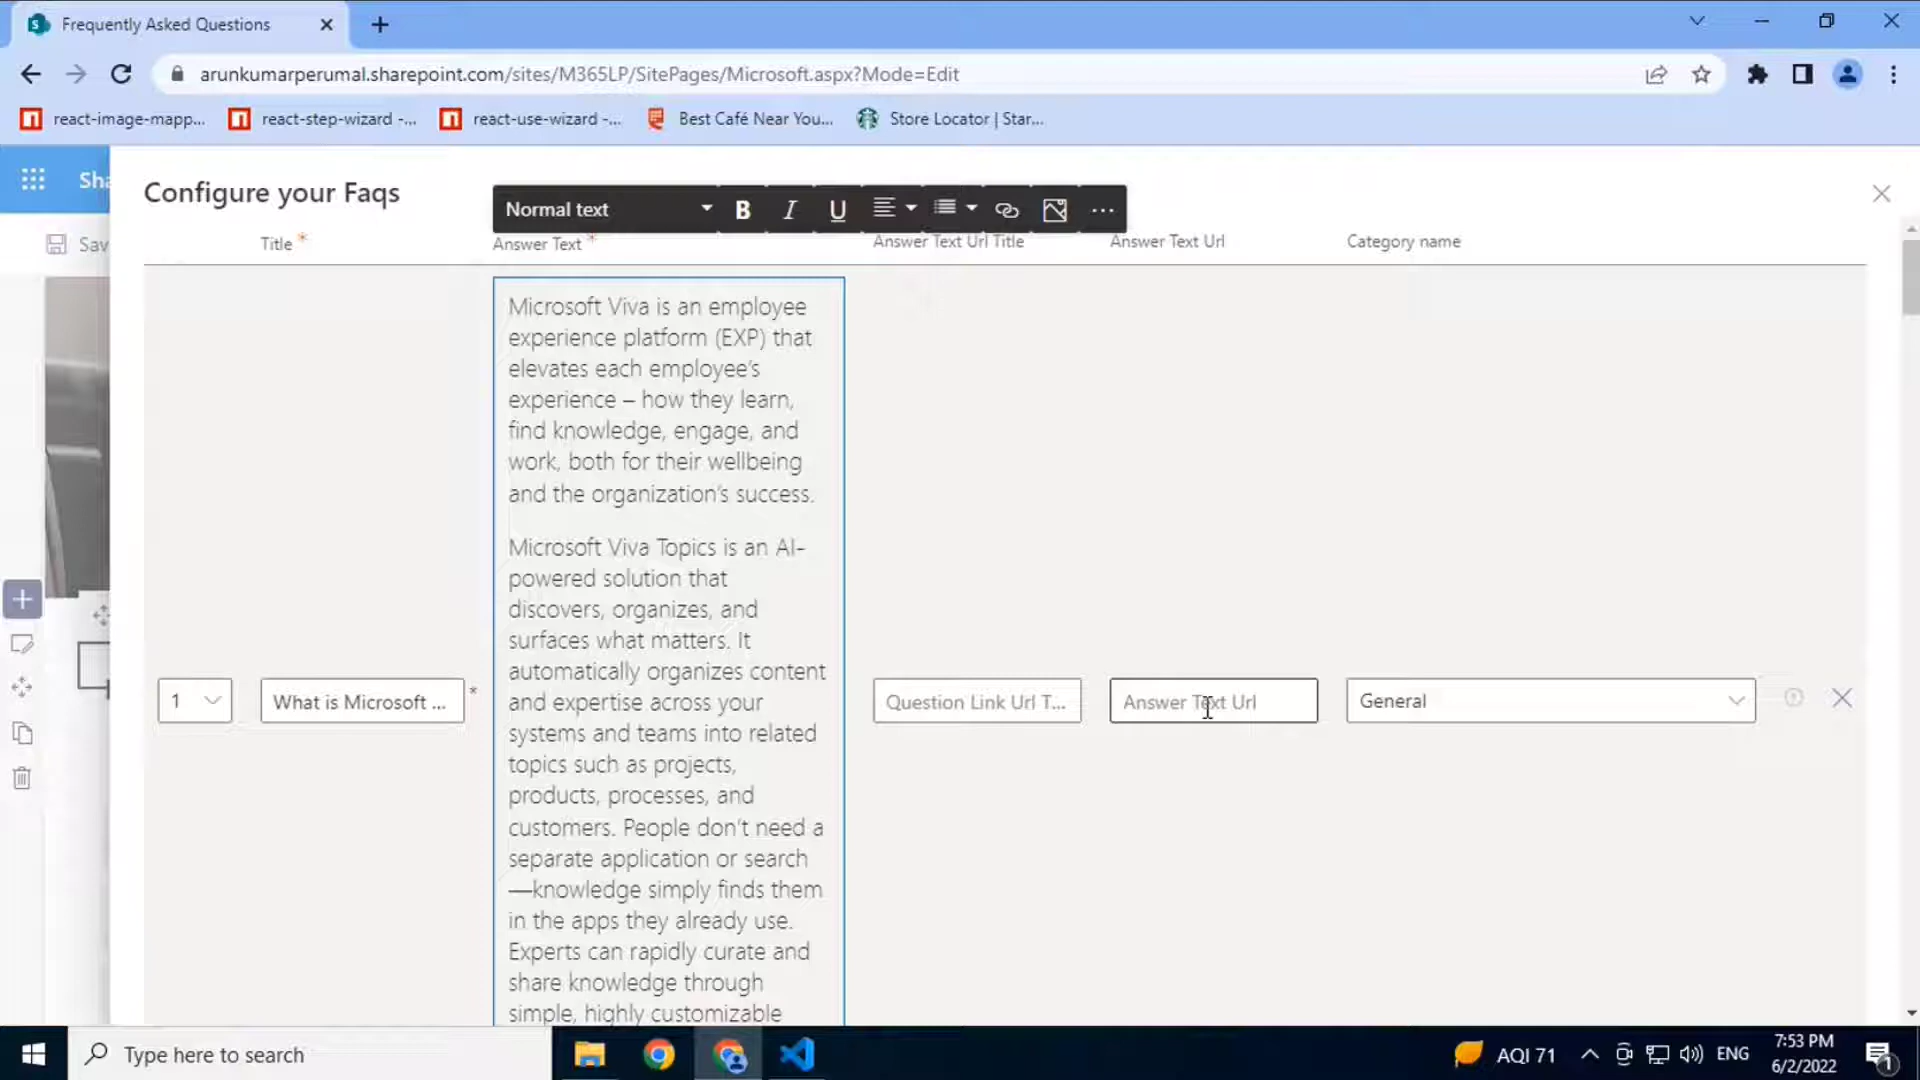 Frequently Asked Questions
arunkumarperumal.sharepoint.com/sites/M365LP/SitePages/Microsoft.aspx?Mode=Edit
react-image-mapp...
react-step-wizard -...
react-use-wizard -...
Best Café Near You...
Store Locator | Star...
Sha
Configure your Faqs
Normal text
B I U
Sav
Title *
Answer Text *
Answer Text Url Title
Answer Text Url
Category name
Microsoft Viva is an employee
experience platform (EXP) that
elevates each employee's
experience – how they learn,
find knowledge, engage, and
work, both for their wellbeing
and the organization's success.
Microsoft Viva Topics is an AI-
powered solution that
discovers, organizes, and
surfaces what matters. It
automatically organizes content
and expertise across your
systems and teams into related
topics such as projects,
products, processes, and
customers. People don't need a
separate application or search
—knowledge simply finds them
in the apps they already use.
Experts can rapidly curate and
share knowledge through
simple, highly customizable
1
What is Microsoft ... *
Question Link Url T...
Answer Text Url
General
Type here to search
AQI 71
ENG
7:53 PM
6/2/2022
1